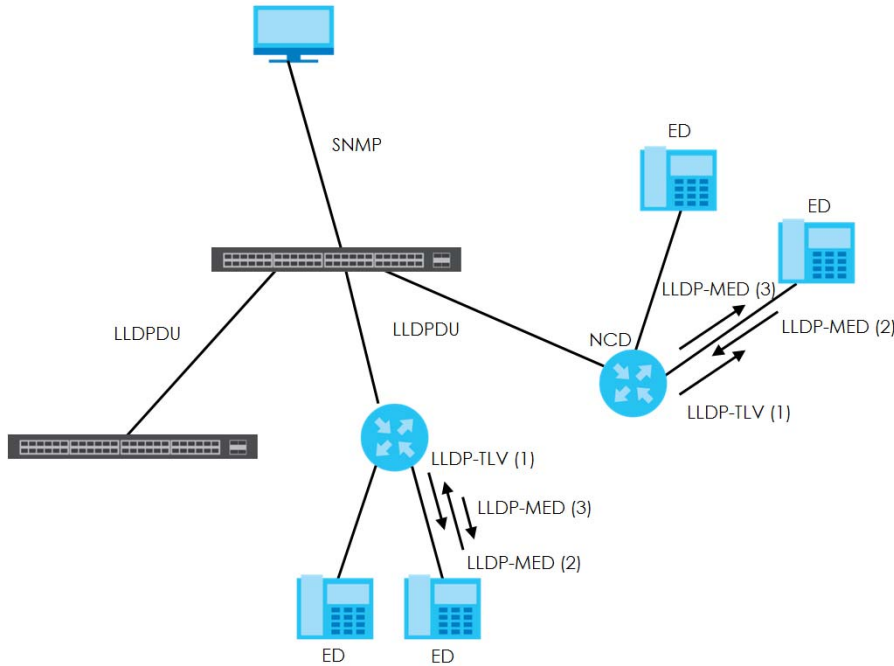 SNMP
ED
ED
LLDP-MED (3)
LLDPDU
LLDPDU
NCD
LLDP-MED (2)
LLDP-TLV (1)
LLDP-TLV (1)
LLDP-MED (3)
LLDP-MED (2)
ED
ED